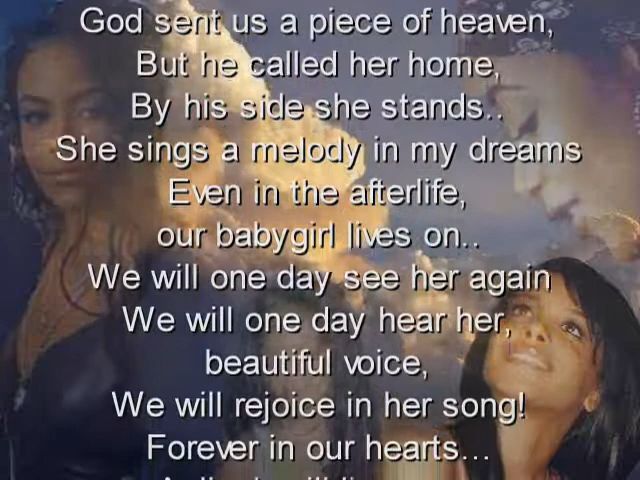 God sent us a piece of heaven,
But he called her home,
By his side she stands..
She sings a melody in my dreams
Even in the afterlife,
our babygirl lives on..
We will one day see her again
We will one day hear her,
beautiful voice,
We will rejoice in her song!
Forever in our hearts...